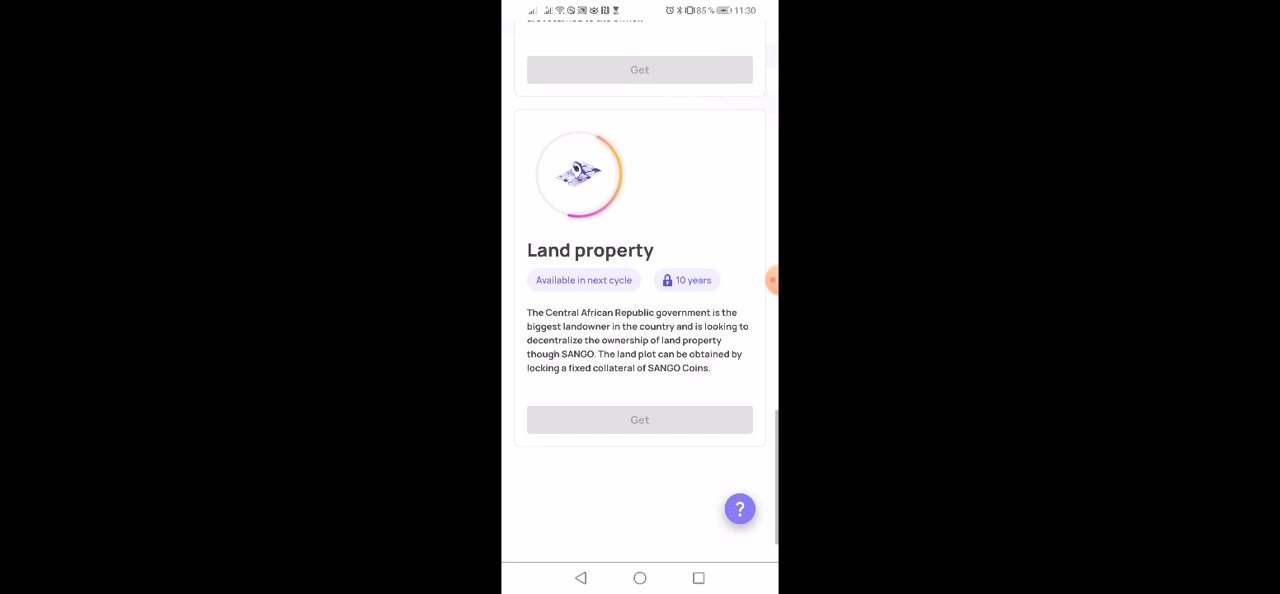 85 % 11:30
Get
Land property
Available in next cycle
10 years
The Central African Republic government is the
biggest landowner in the country and is looking to
decentralize the ownership of land property
though SANGO. The land plot can be obtained by
locking a fixed collateral of SANGO Coins.
Get
?